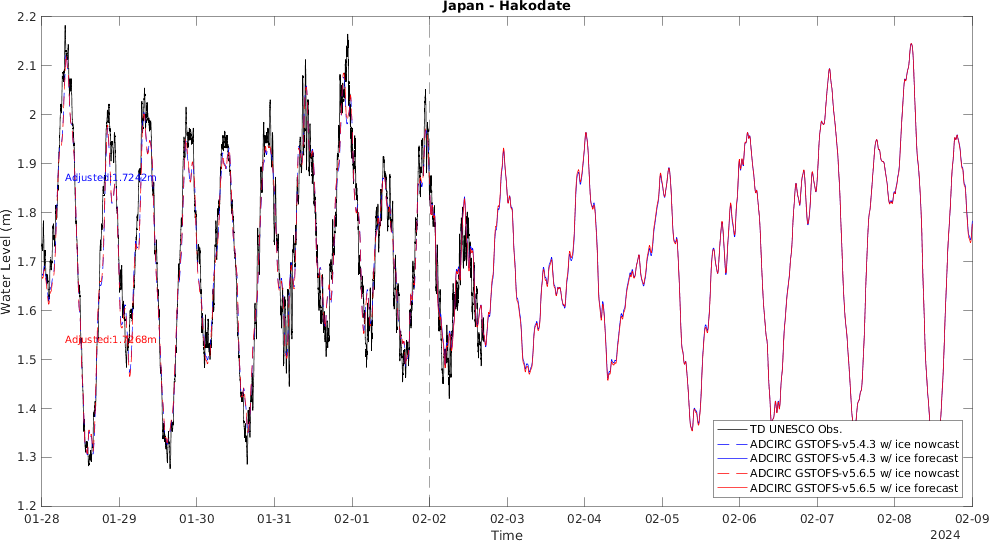 Japan - Hakodate
2.2
2.1
2
1.9
1.8
1.7
1.6
1.5
1.4
1.3
1.2
Water Level (m)
Adjusted:1.7242m
Adjusted:1.7268m
TD UNESCO Obs.
ADCIRC GSTOFS-v5.4.3 w/ ice nowcast
ADCIRC GSTOFS-v5.4.3 w/ ice forecast
ADCIRC GSTOFS-v5.6.5 w/ ice nowcast
ADCIRC GSTOFS-v5.6.5 w/ ice forecast
01-28 01-29 01-30 01-31 02-01 02-02 02-03 02-04 02-05 02-06 02-07 02-08 02-09
Time
2024